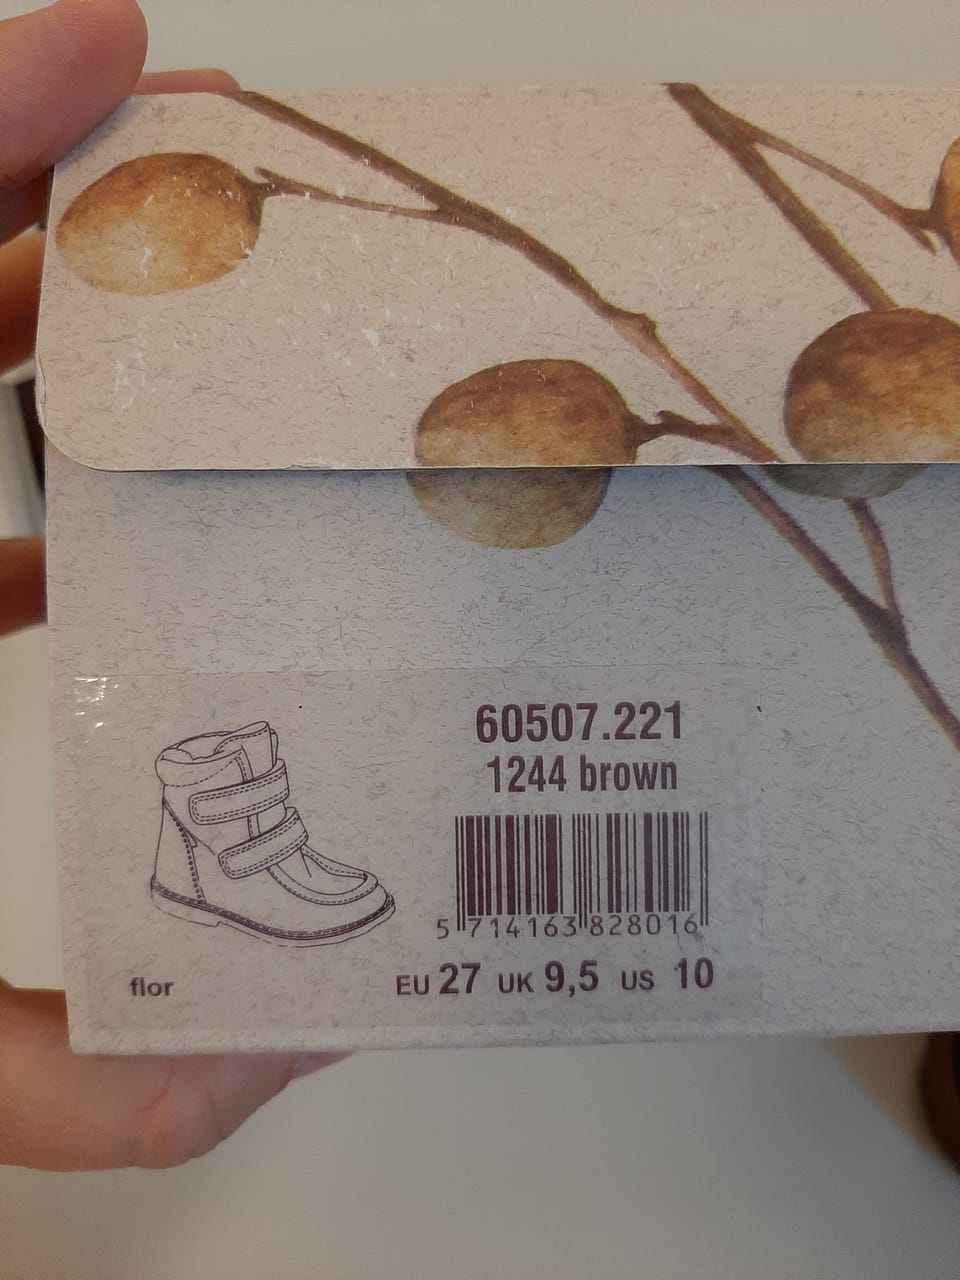 60507.221
1244 brown
5 714163 828016
flor
EU 27 UK 9,5 US 10